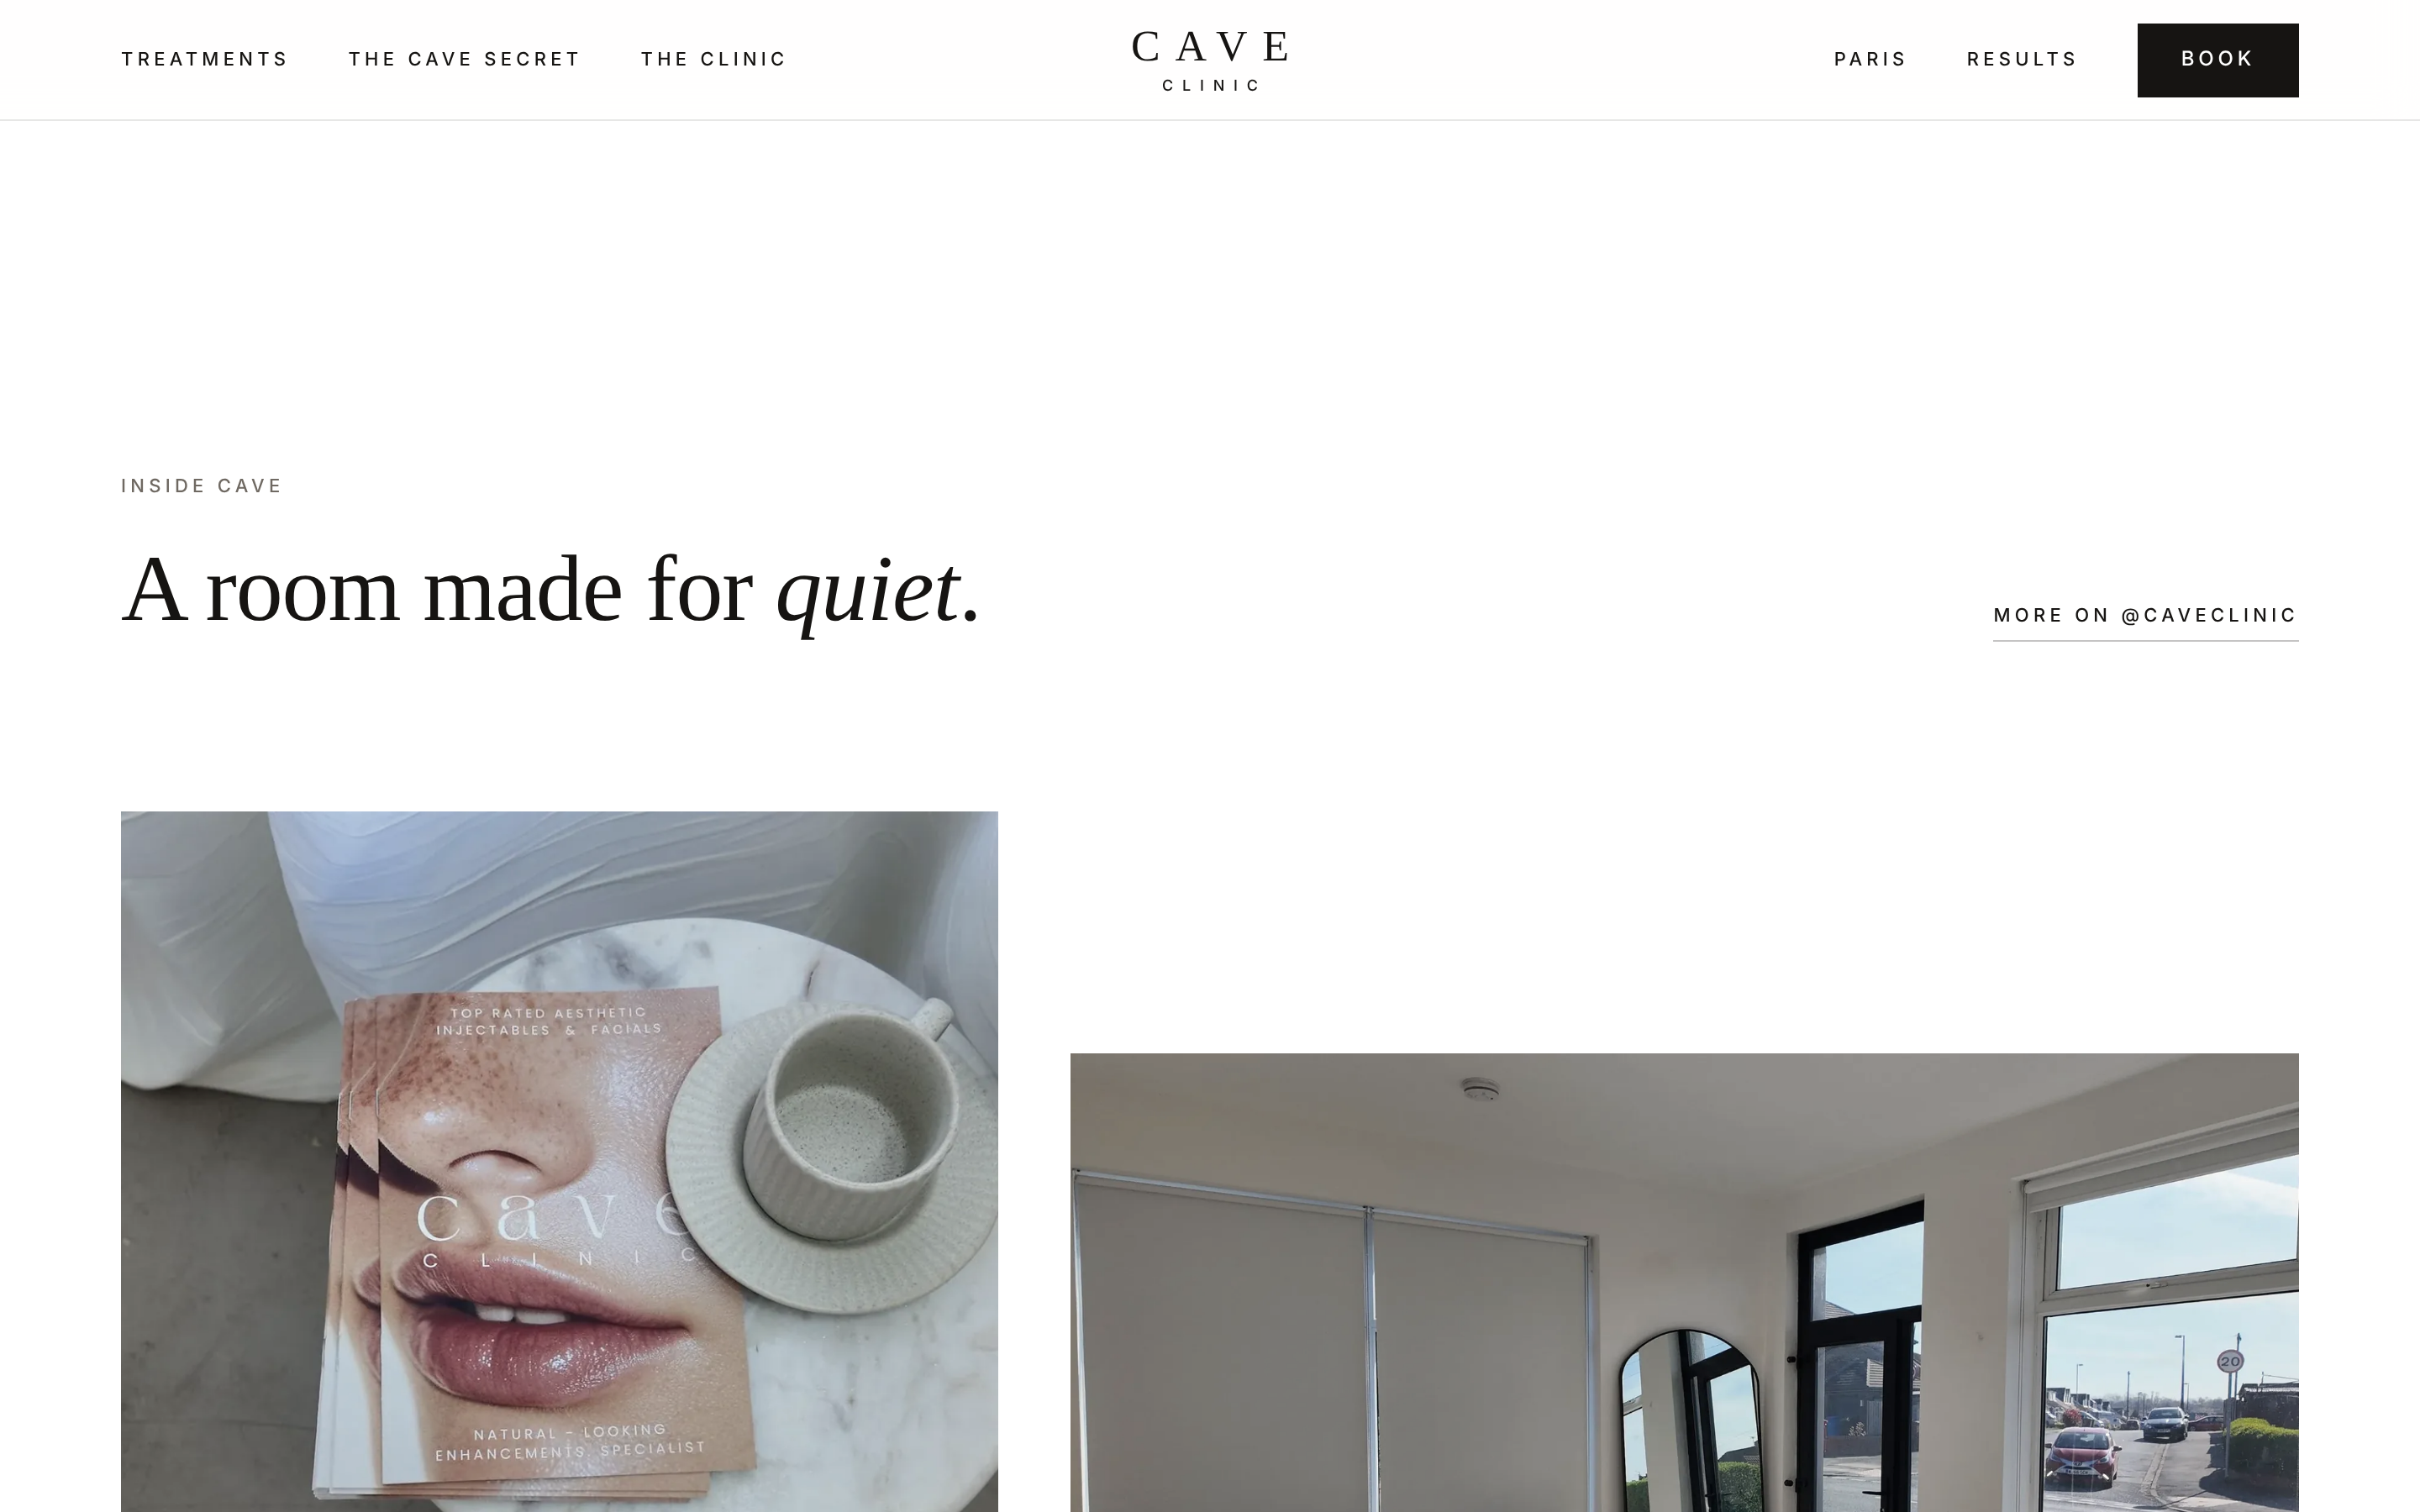 TREATMENTS THE CAVE SECRET THE CLINIC
CAVE
CLINIC
PARIS RESULTS BOOK
INSIDE CAVE
A room made for quiet.
MORE ON @CAVECLINIC
TOP RATED AESTHETIC
INJECTABLES & FACIALS
cave
CLINIC
NATURAL - LOOKING
ENHANCEMENTS SPECIALIST
20